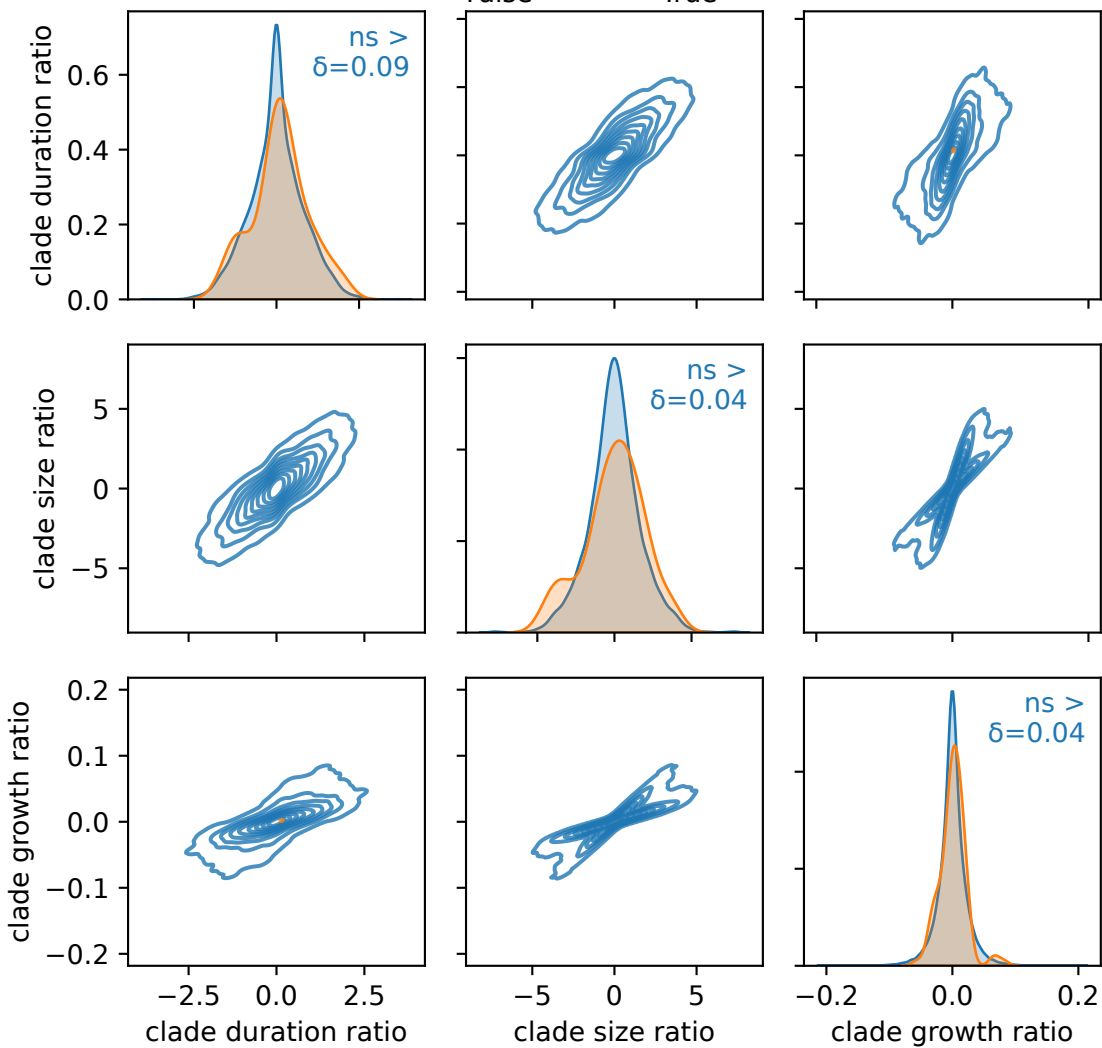 False True
clade duration ratio
0.6
0.4
0.2
0.0
ns >
δ=0.09
clade size ratio
5
0
−5
ns >
δ=0.04
clade growth ratio
0.2
0.1
0.0
−0.1
−0.2
ns >
δ=0.04
−2.5 0.0 2.5
−5 0 5
−0.2 0.0 0.2
clade duration ratio
clade size ratio
clade growth ratio